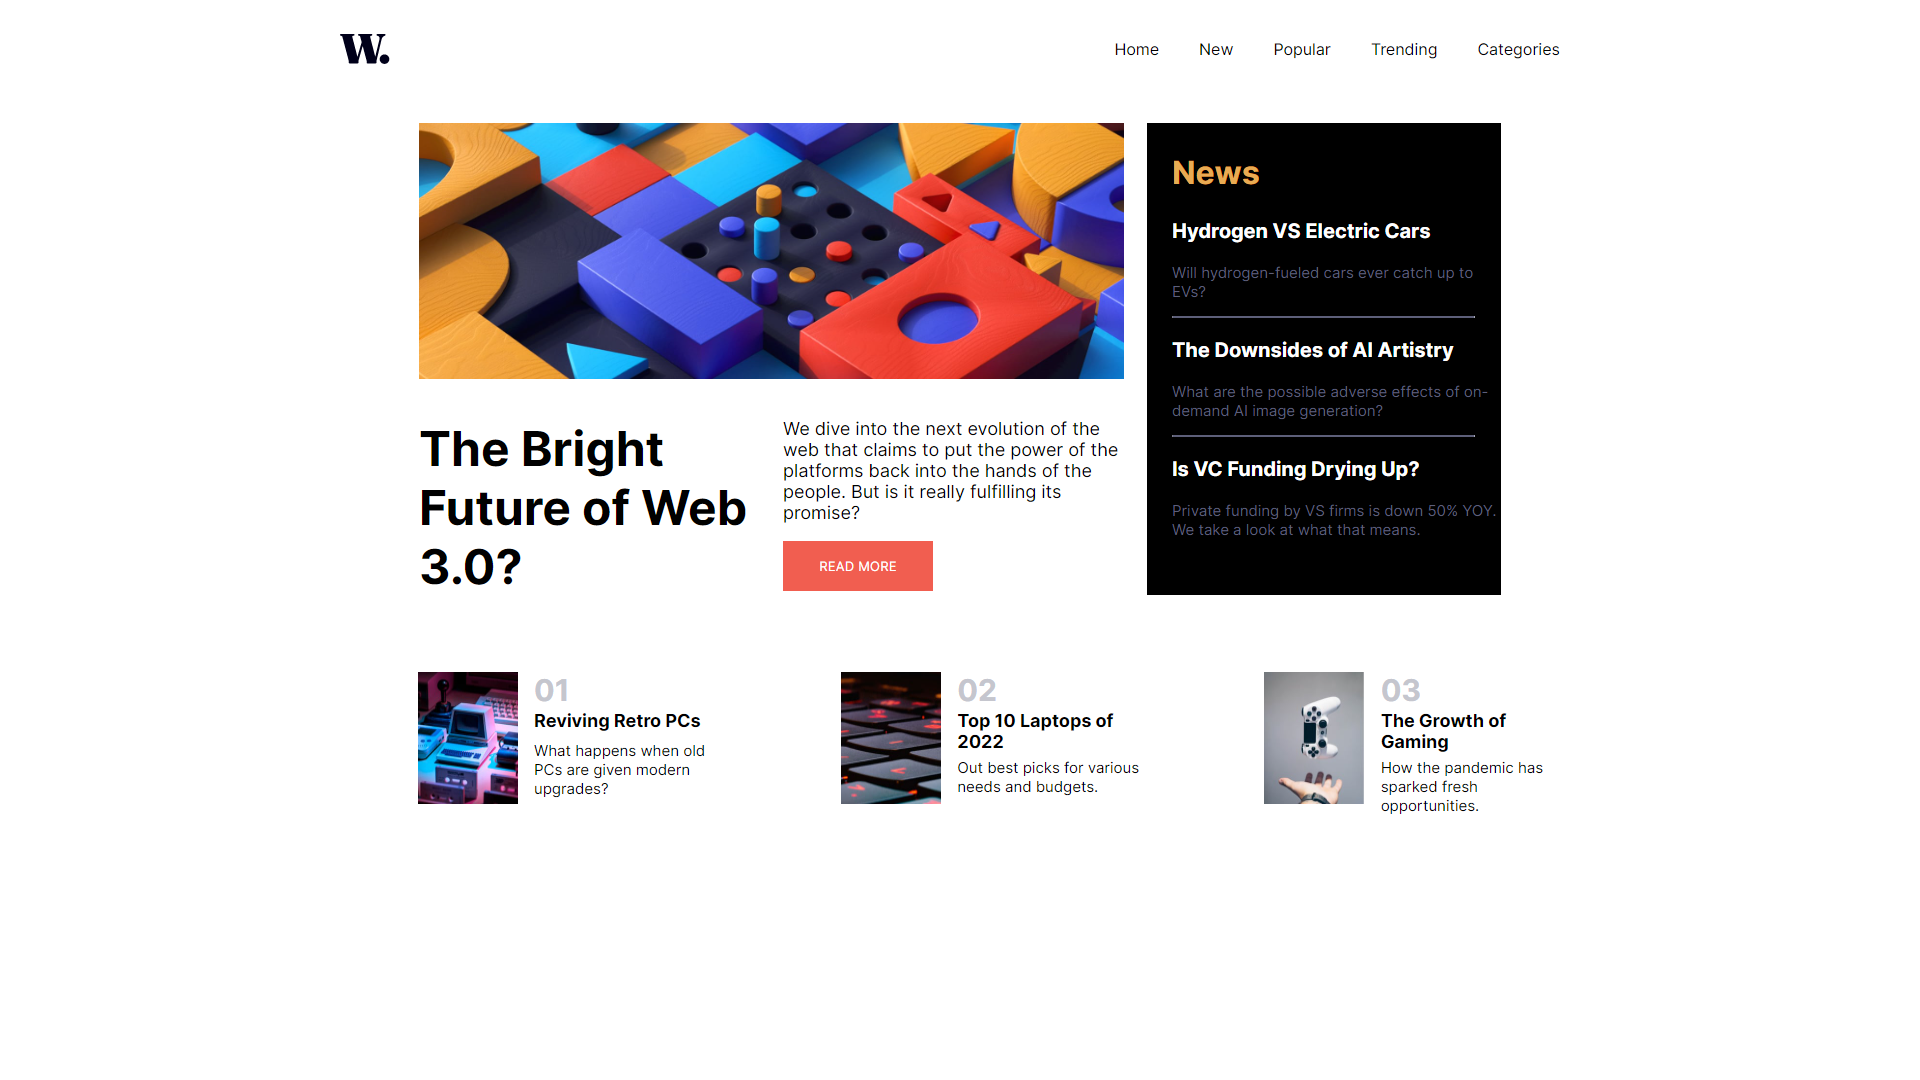 W.
Home New Popular Trending Categories
The Bright
Future of Web
3.0?
We dive into the next evolution of the
web that claims to put the power of the
platforms back into the hands of the
people. But is it really fulfilling its
promise?
READ MORE
News
Hydrogen VS Electric Cars
Will hydrogen-fueled cars ever catch up to
EVs?
The Downsides of AI Artistry
What are the possible adverse effects of on-
demand AI image generation?
Is VC Funding Drying Up?
Private funding by VS firms is down 50% YOY.
We take a look at what that means.
01
Reviving Retro PCs
What happens when old
PCs are given modern
upgrades?
02
Top 10 Laptops of
2022
Out best picks for various
needs and budgets.
03
The Growth of
Gaming
How the pandemic has
sparked fresh
opportunities.